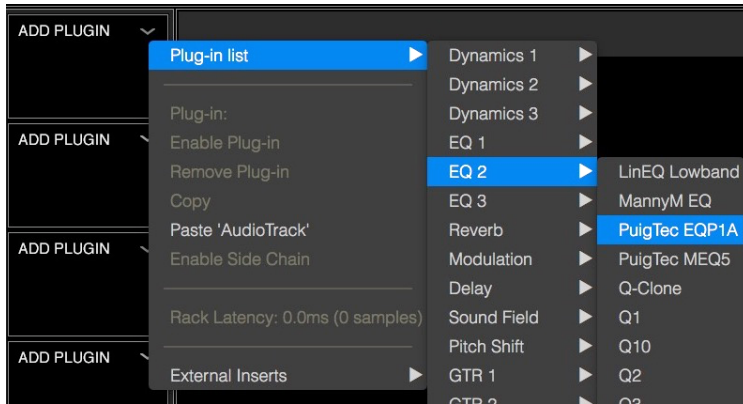 ADD PLUGIN
ADD PLUGIN
ADD PLUGIN
ADD PLUGIN
Plug-in list
Plug-in:
Enable Plug-in
Remove Plug-in
Copy
Paste 'AudioTrack'
Enable Side Chain
Rack Latency: 0.0ms (0 samples)
External Inserts
Dynamics 1
Dynamics 2
Dynamics 3
EQ 1
EQ 2
EQ 3
Reverb
Modulation
Delay
Sound Field
Pitch Shift
GTR 1
GTR 2
LinEQ Lowband
MannyM EQ
PuigTec EQP1A
PuigTec MEQ5
Q-Clone
Q1
Q10
Q2
Q3